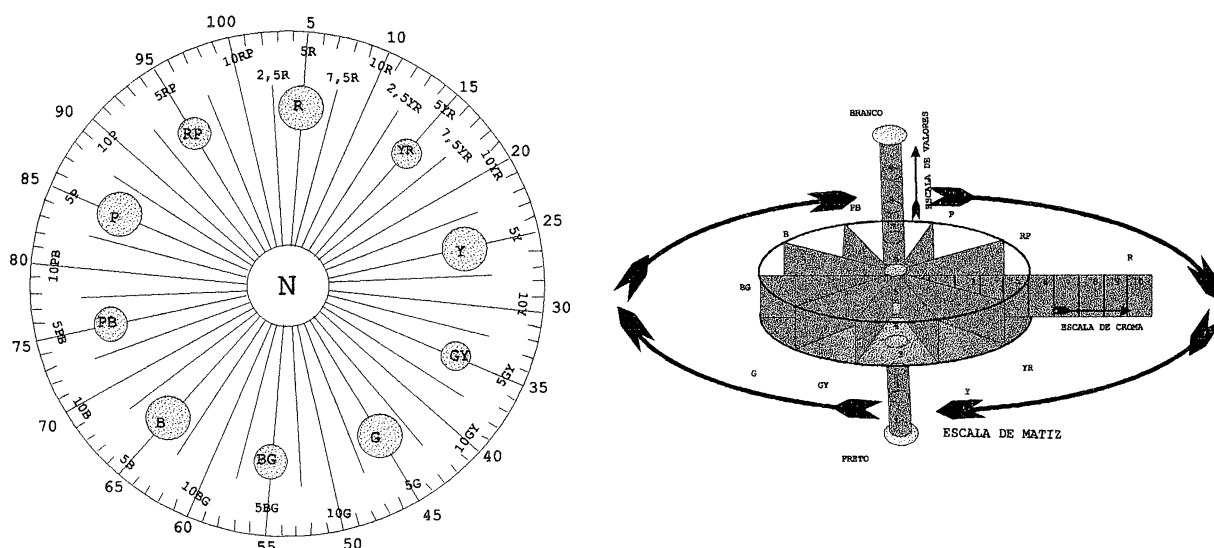 100
5
10
15
20
25
30
35
40
45
50
55
60
65
70
75
80
85
90
95
5R
10R
5YR
10YR
5Y
10Y
5GY
10GY
5G
10G
5BG
10BG
5B
10B
5PB
10PB
5P
10P
5RP
10RP
2,5R
7,5R
2,5YR
7,5YR
R
YR
Y
GY
G
BG
B
PB
P
RP
N
BRANCO
ESCALA DE VALORES
PB
P
B
RP
R
BG
ESCALA DE CROMA
G
GY
Y
YR
ESCALA DE MATIZ
PRETO